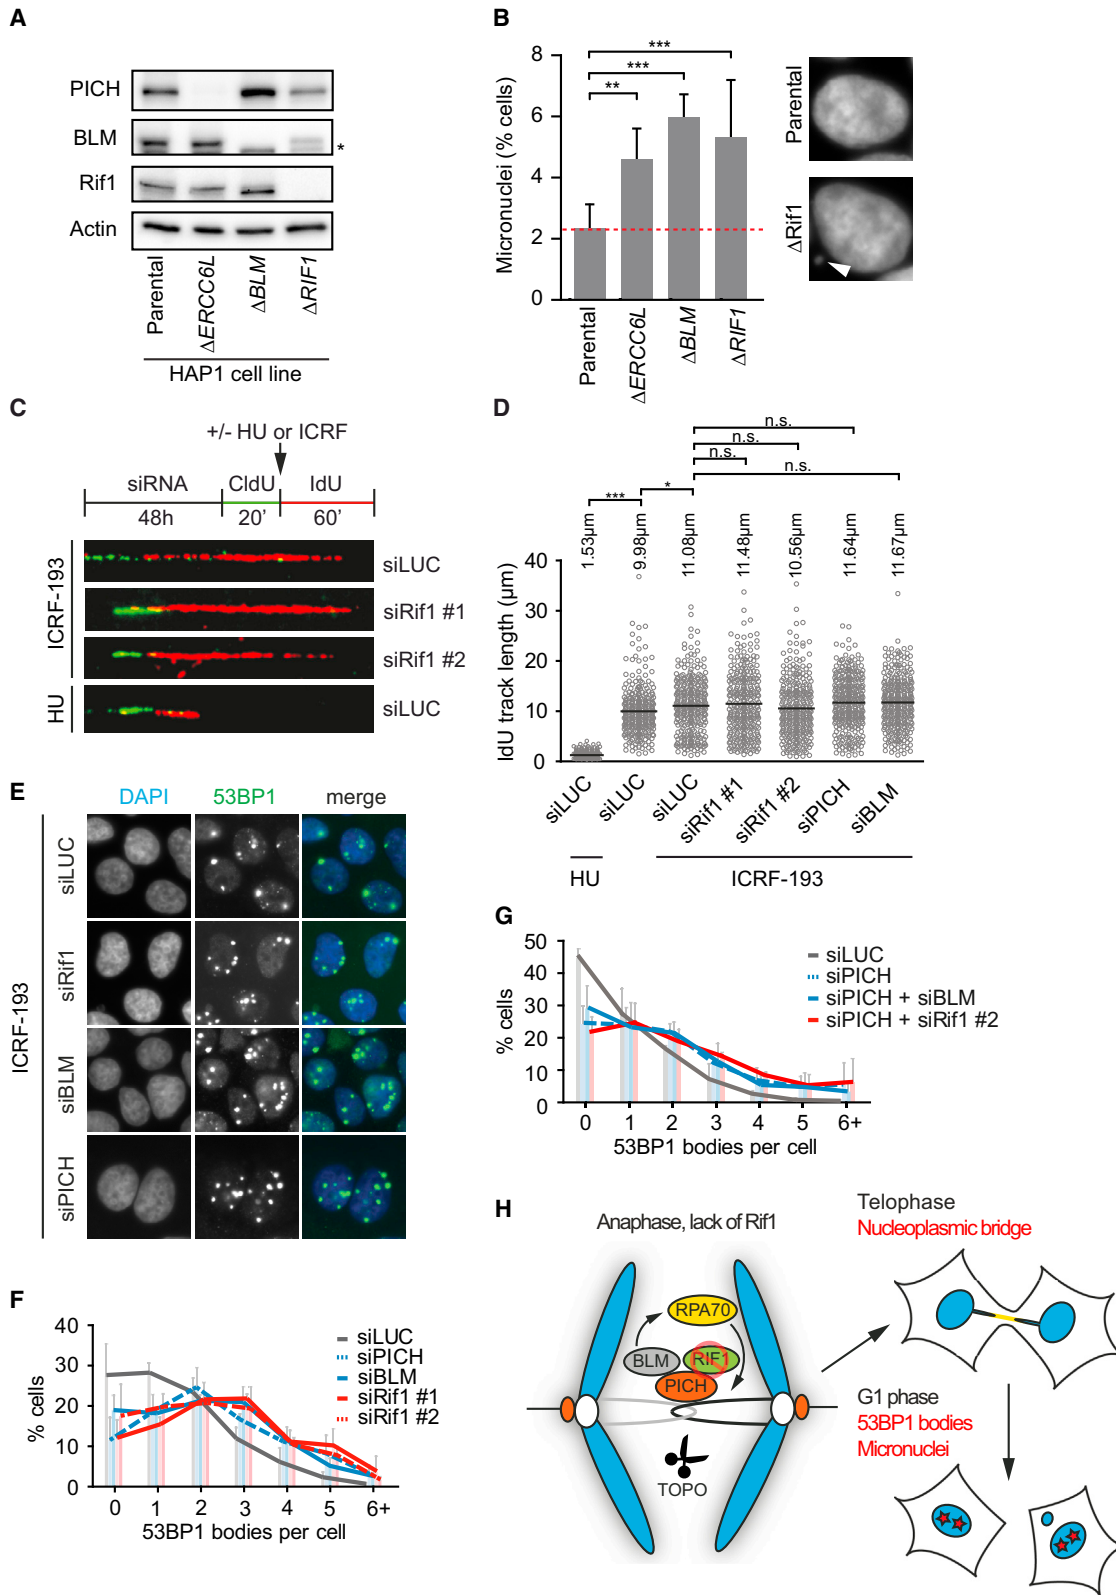 A
PICH
BLM
*
Rif1
Actin
Parental
ΔERCC6L
ΔBLM
ΔRIF1
HAP1 cell line
B
Micronuclei (% cells)
8
6
4
2
0
***
***
**
Parental
ΔERCC6L
ΔBLM
ΔRIF1
Parental
ΔRif1
C
+/- HU or ICRF
siRNA
CldU
IdU
48h
20'
60'
ICRF-193
HU
siLUC
siRif1 #1
siRif1 #2
siLUC
D
n.s.
n.s.
n.s.
n.s.
***
*
1.53µm
9.98µm
11.08µm
11.48µm
10.56µm
11.64µm
11.67µm
IdU track length (µm)
40
30
20
10
0
siLUC
siLUC
siLUC
siRif1 #1
siRif1 #2
siPICH
siBLM
HU
ICRF-193
E
DAPI
53BP1
merge
ICRF-193
siLUC
siRif1
siBLM
siPICH
F
% cells
40
30
20
10
0
0
1
2
3
4
5
6+
53BP1 bodies per cell
siLUC
siPICH
siBLM
siRif1 #1
siRif1 #2
G
% cells
50
40
30
20
10
0
0
1
2
3
4
5
6+
53BP1 bodies per cell
siLUC
siPICH
siPICH + siBLM
siPICH + siRif1 #2
H
Anaphase, lack of Rif1
RPA70
BLM
RIF1
PICH
TOPO
Telophase
Nucleoplasmic bridge
G1 phase
53BP1 bodies
Micronuclei